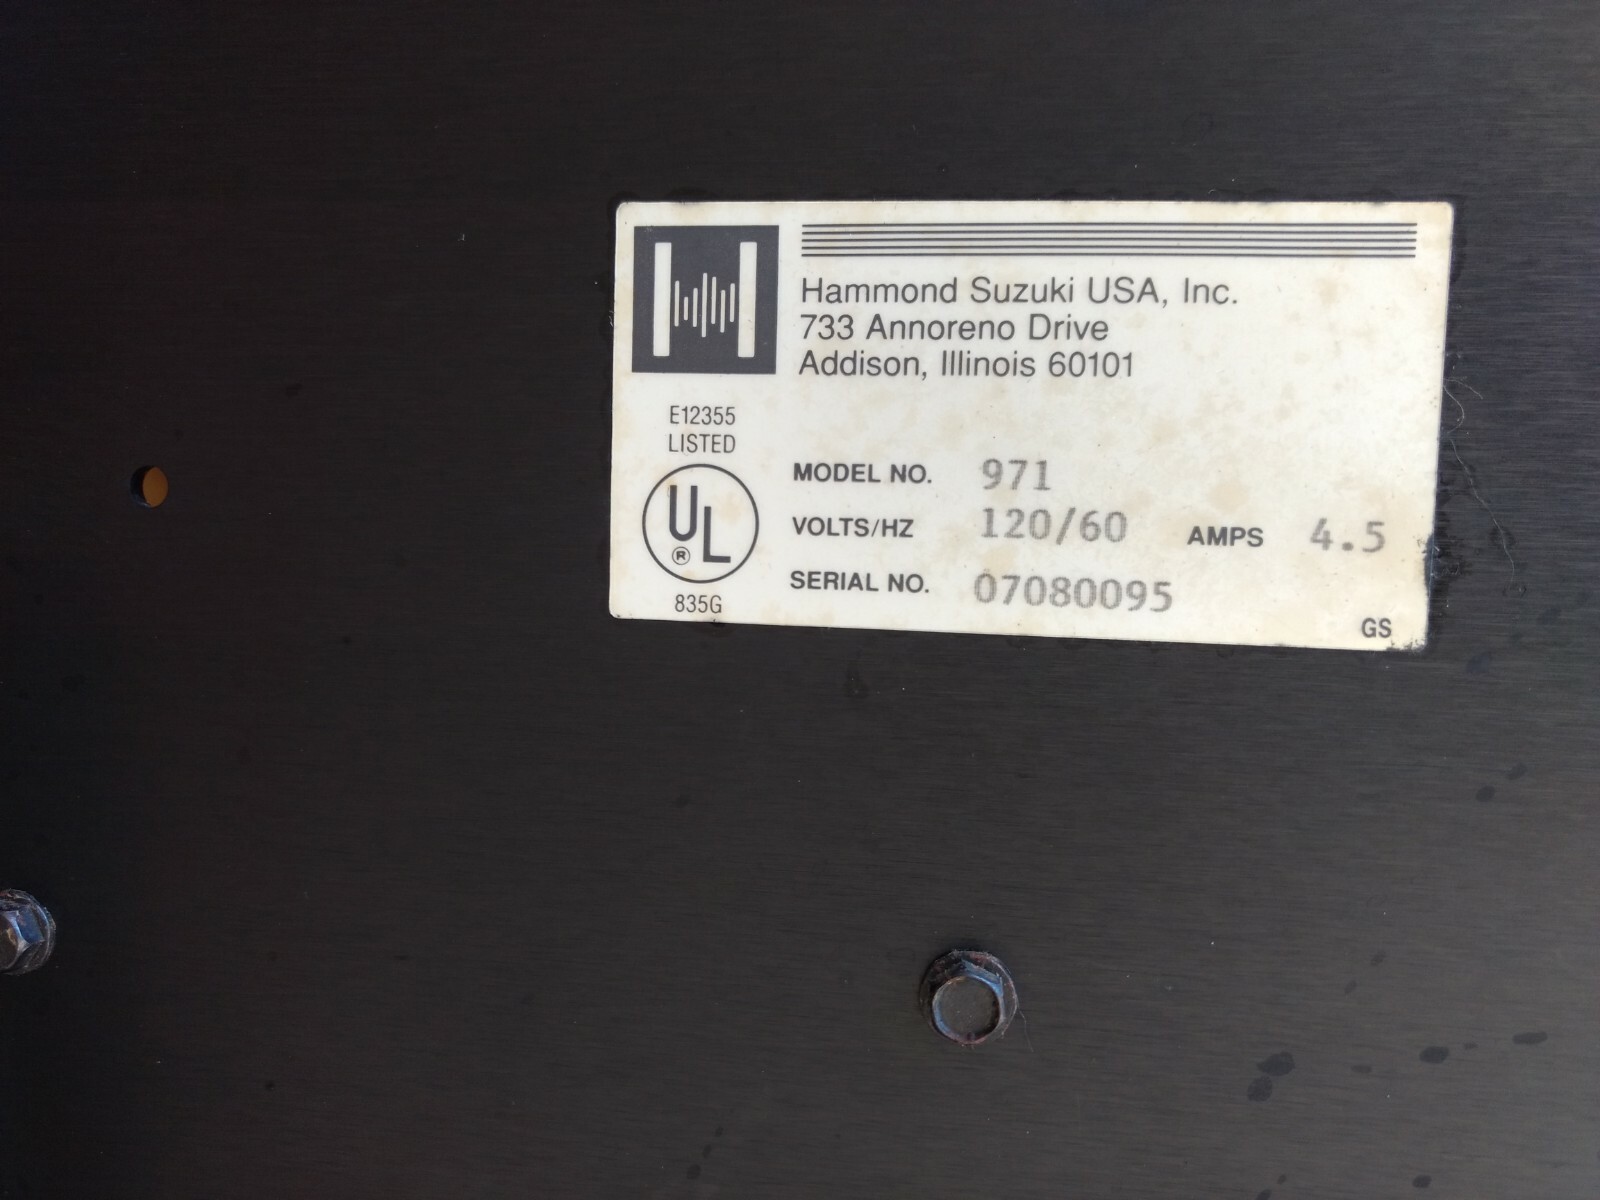 Hammond Suzuki USA, Inc.
733 Annoreno Drive
Addison, Illinois 60101
E12355
LISTED
UL
®
835G
MODEL NO. 971
VOLTS/HZ 120/60 AMPS 4.5
SERIAL NO. 07080095
GS